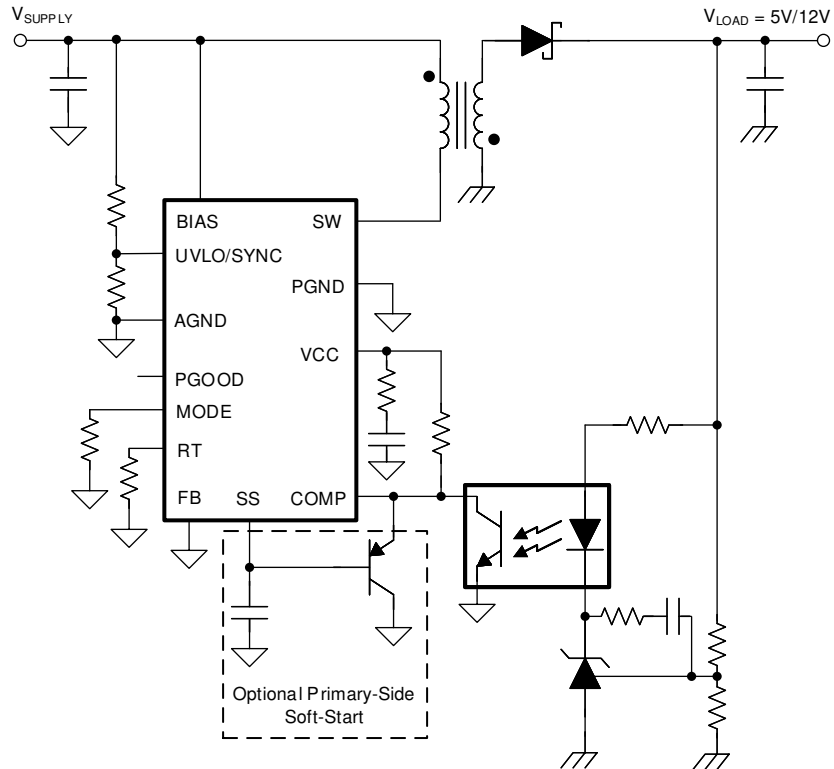 VSUPPLY
VLOAD = 5V/12V
BIAS
SW
UVLO/SYNC
PGND
AGND
VCC
PGOOD
MODE
RT
FB
SS
COMP
Optional Primary-Side
Soft-Start